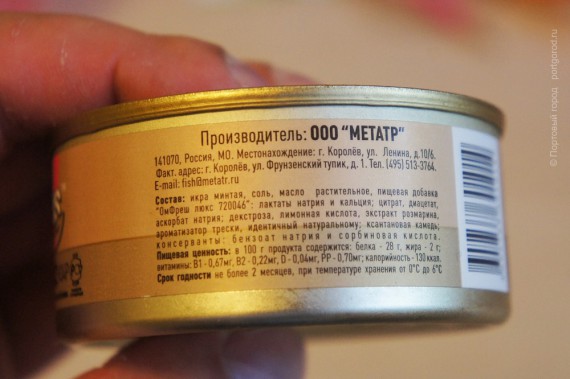 Производитель: ООО "МЕТАТР"
141070, Россия, МО. Местонахождение: г. Королёв, ул. Ленина, д.10/6.
Факт. адрес: г. Королёв, ул. Фрунзенский тупик, д. 1. Тел. (495) 513-3764.
E-mail: fish@metatr.ru
Состав: икра минтая, соль, масло растительное, пищевая добавка
"ОмФреш люкс 720046": лактаты натрия и кальция; цитрат, диацетат,
аскорбат натрия; декстроза, лимонная кислота, экстракт розмарина,
ароматизатор трески, идентичный натуральному; ксантановая камедь;
консерванты: бензоат натрия и сорбиновая кислота.
Пищевая ценность: в 100 г продукта содержится: белка - 28 г, жира - 2 г;
витамины: В1 - 0,67мг, В2 - 0,22мг, D - 0,04мг, РР - 0,70мг; калорийность - 130 ккал.
Срок годности не более 2 месяцев, при температуре хранения от 0°С до 6°С
© Портовый город portgorod.ru